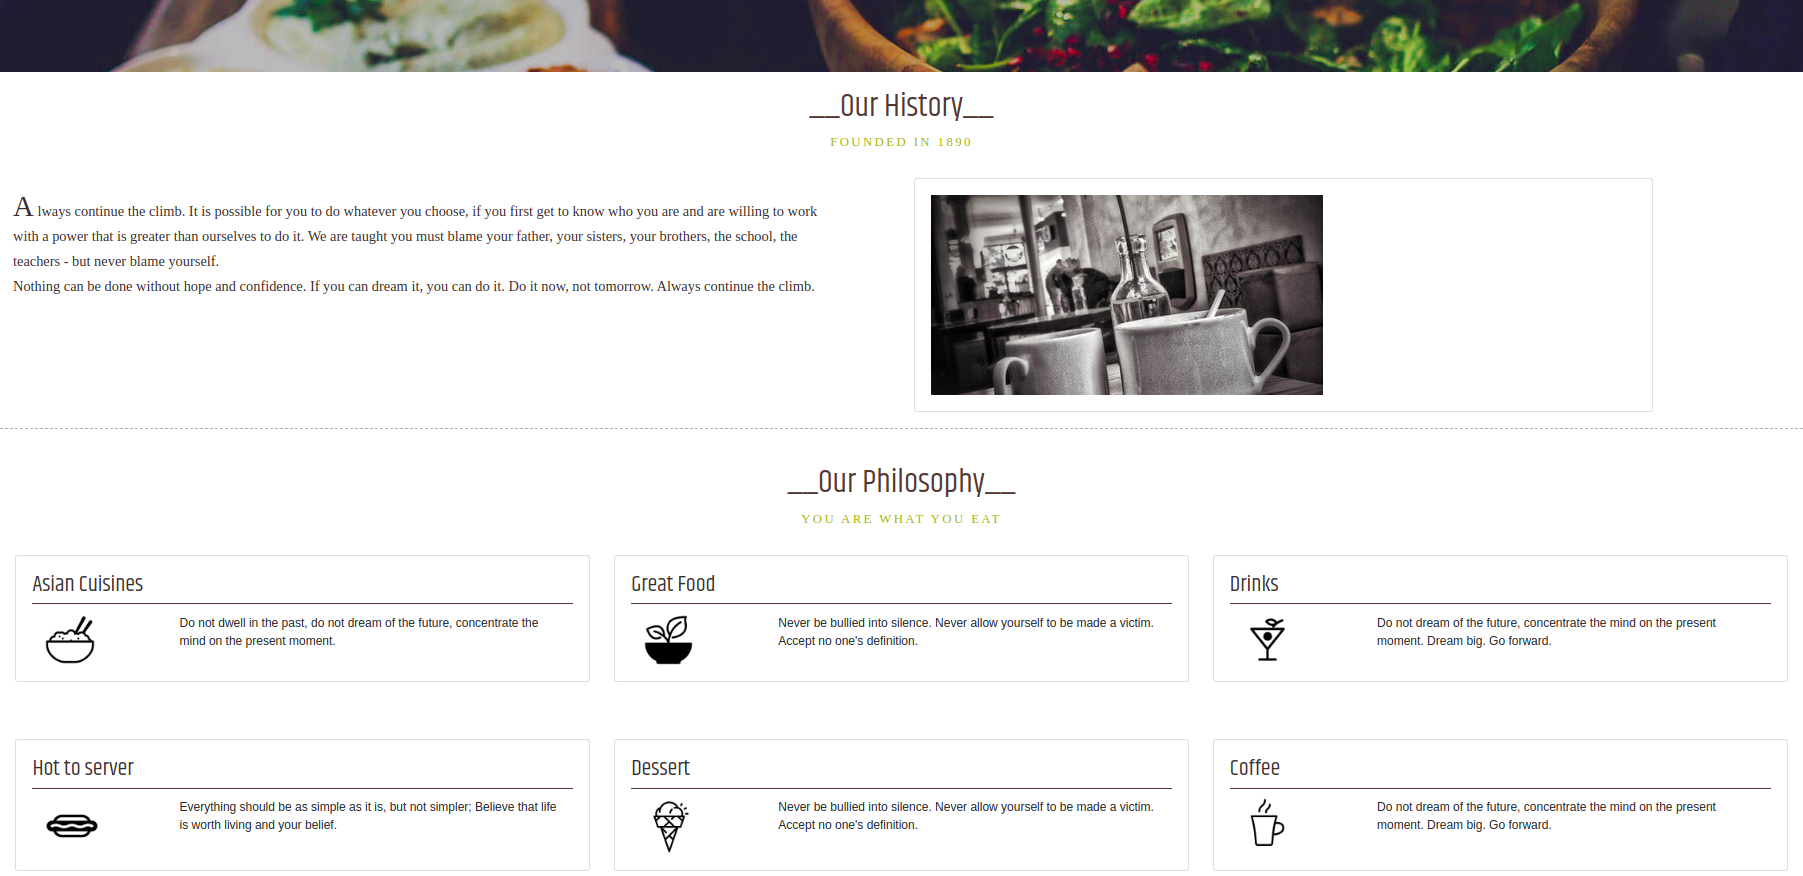 __Our History__
FOUNDED IN 1890
Always continue the climb. It is possible for you to do whatever you choose, if you first get to know who you are and are willing to work
with a power that is greater than ourselves to do it. We are taught you must blame your father, your sisters, your brothers, the school, the
teachers - but never blame yourself.
Nothing can be done without hope and confidence. If you can dream it, you can do it. Do it now, not tomorrow. Always continue the climb.
__Our Philosophy__
YOU ARE WHAT YOU EAT
Asian Cuisines
Do not dwell in the past, do not dream of the future, concentrate the
mind on the present moment.
Great Food
Never be bullied into silence. Never allow yourself to be made a victim.
Accept no one's definition.
Drinks
Do not dream of the future, concentrate the mind on the present
moment. Dream big. Go forward.
Hot to server
Everything should be as simple as it is, but not simpler; Believe that life
is worth living and your belief.
Dessert
Never be bullied into silence. Never allow yourself to be made a victim.
Accept no one's definition.
Coffee
Do not dream of the future, concentrate the mind on the present
moment. Dream big. Go forward.